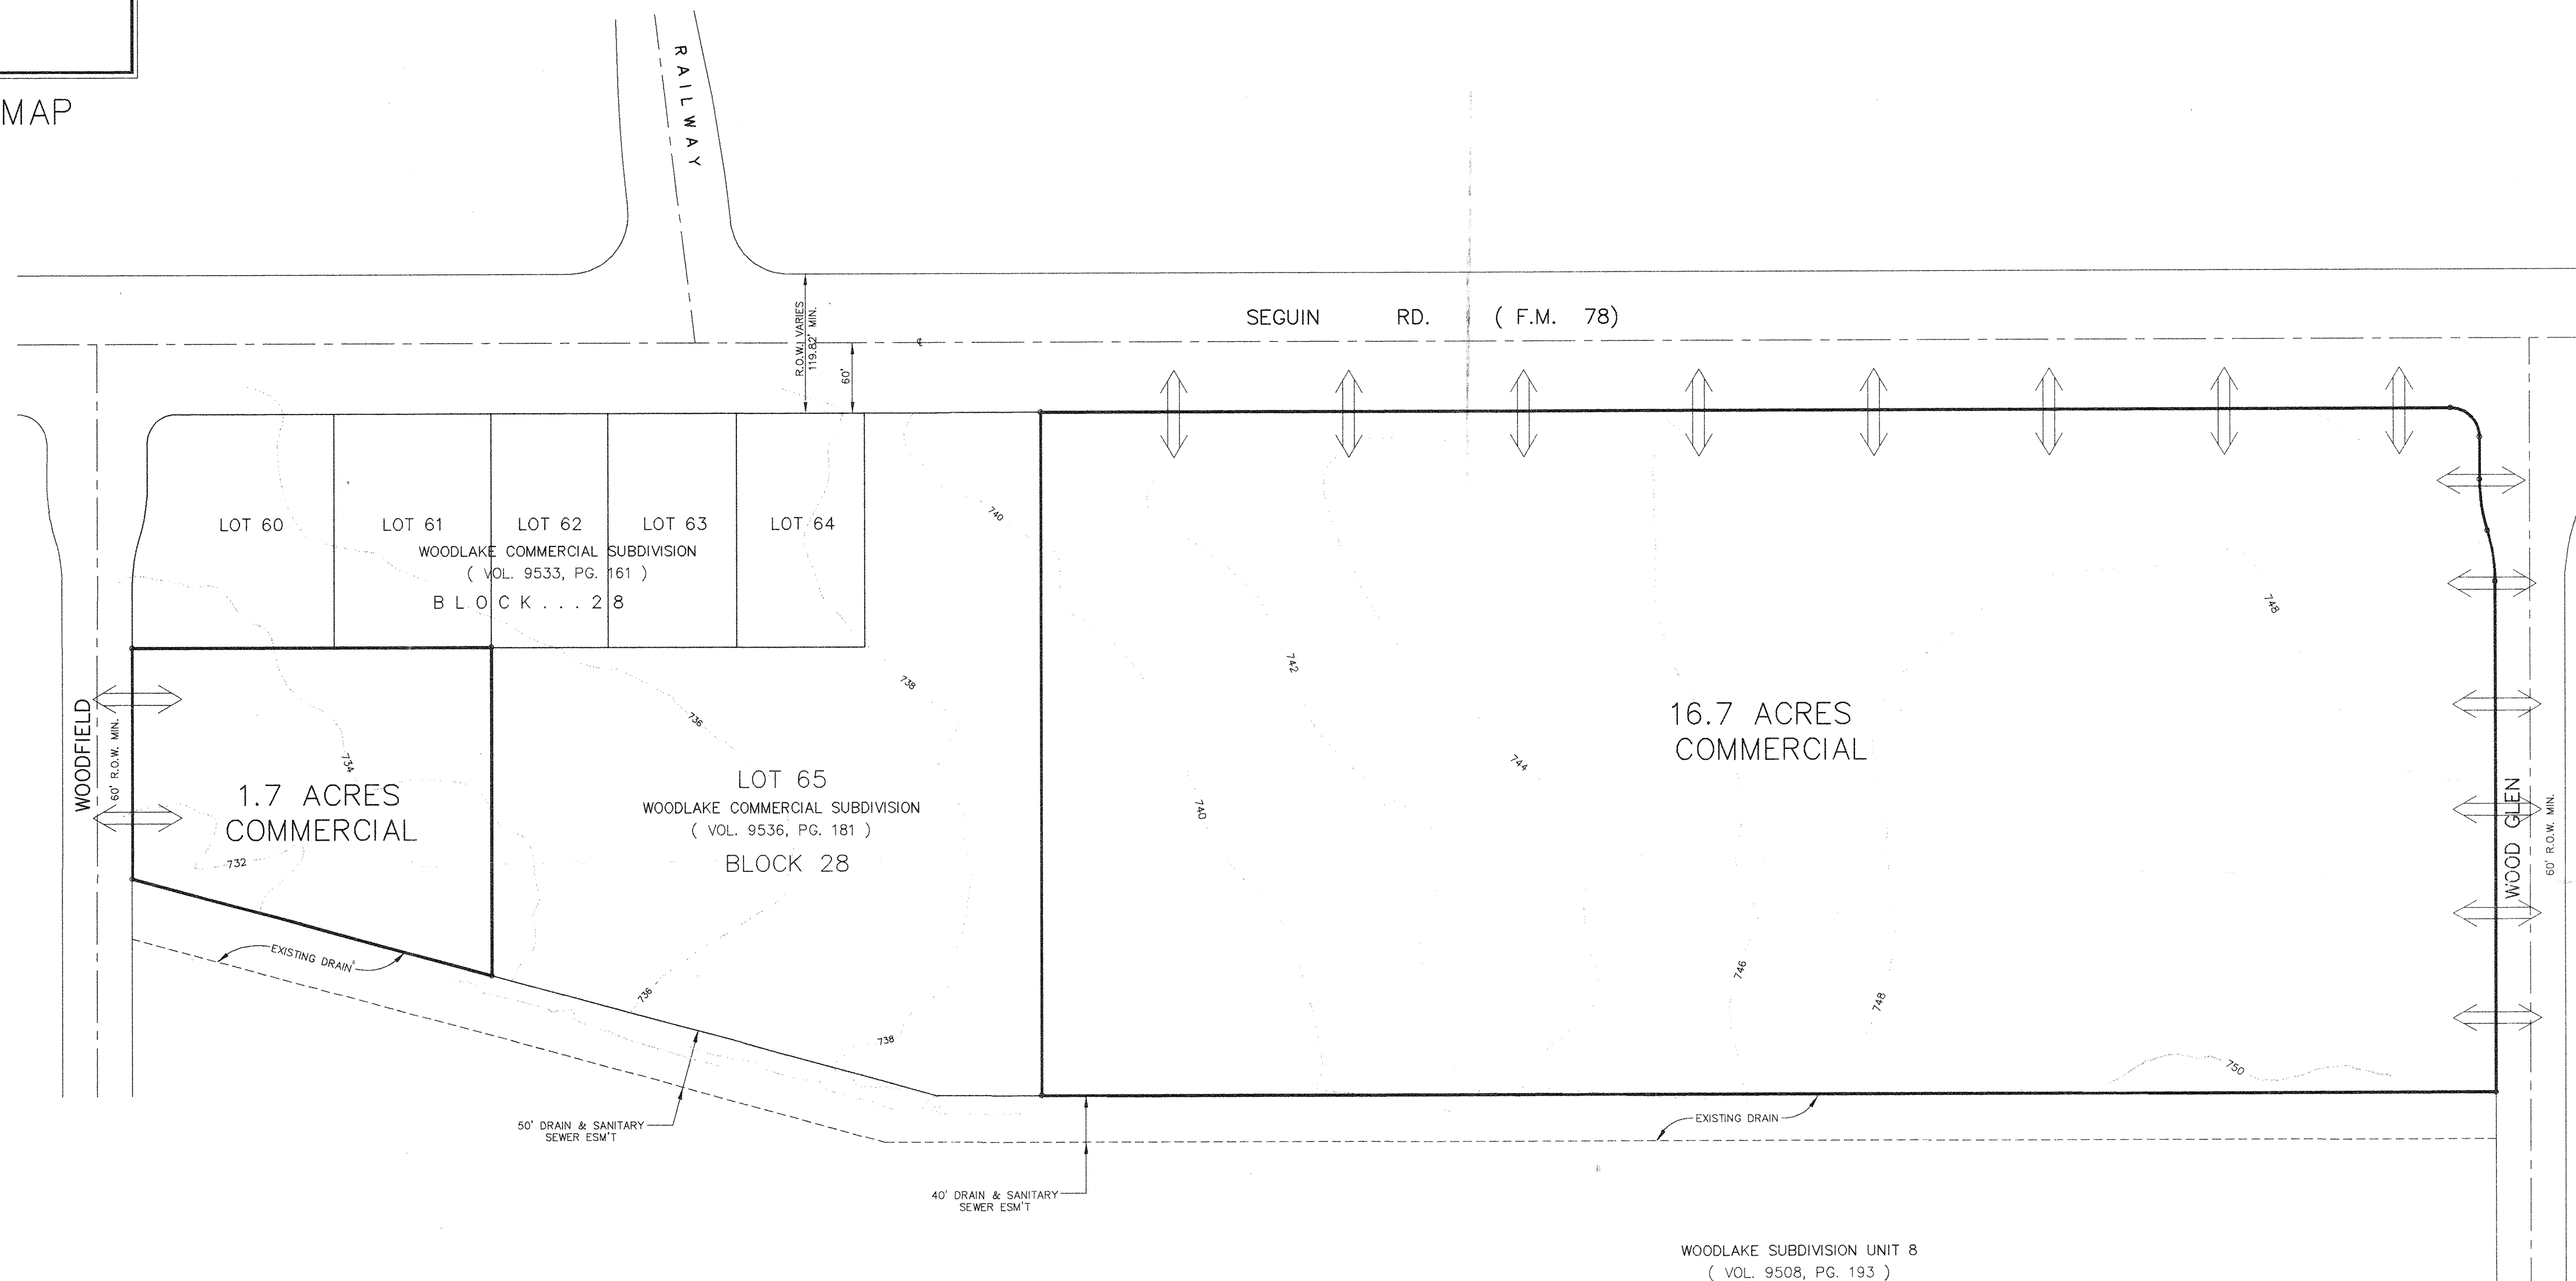 MAP
RAILWAY
R.O.W. VARIES
119.82' MIN.
60'
℄
SEGUIN RD. ( F.M. 78)
LOT 60
LOT 61
LOT 62
LOT 63
LOT 64
WOODLAKE COMMERCIAL SUBDIVISION
( VOL. 9533, PG. 161 )
BLOCK...28
740
738
736
734
732
742
744
740
746
748
748
750
736
738
WOODFIELD
60' R.O.W. MIN.
1.7 ACRES
COMMERCIAL
LOT 65
WOODLAKE COMMERCIAL SUBDIVISION
( VOL. 9536, PG. 181 )
BLOCK 28
16.7 ACRES
COMMERCIAL
WOOD GLEN
60' R.O.W. MIN.
EXISTING DRAIN
50' DRAIN & SANITARY
SEWER ESM'T
EXISTING DRAIN
40' DRAIN & SANITARY
SEWER ESM'T
WOODLAKE SUBDIVISION UNIT 8
( VOL. 9508, PG. 193 )